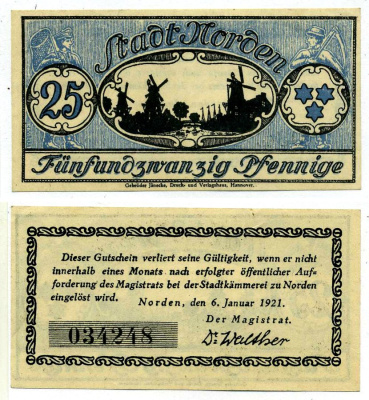 Stadt Norden
25
Fünfundzwanzig Pfennige
Gebrüder Jänecke, Druck- und Verlagshaus, Hannover.
Dieser Gutschein verliert seine Gültigkeit, wenn er nicht
innerhalb eines Monats nach erfolgter öffentlicher Auf-
forderung des Magistrats bei der Stadtkämmerei zu Norden
eingelöst wird.
Norden, den 6. Januar 1921.
Der Magistrat.
034248
Dr Walther